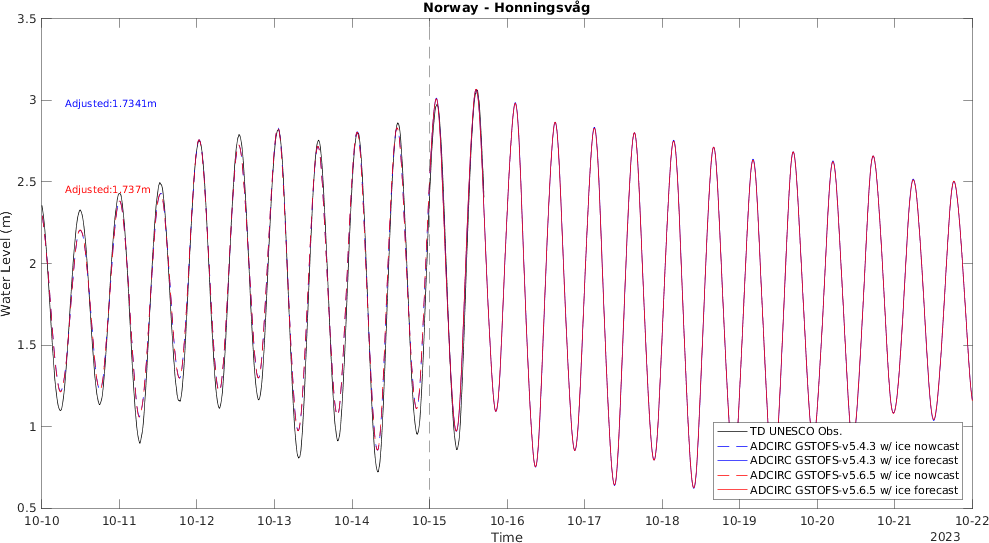 Norway - Honningsvåg
3.5
3
2.5
2
1.5
1
0.5
Water Level (m)
Adjusted:1.7341m
Adjusted:1.737m
TD UNESCO Obs.
ADCIRC GSTOFS-v5.4.3 w/ ice nowcast
ADCIRC GSTOFS-v5.4.3 w/ ice forecast
ADCIRC GSTOFS-v5.6.5 w/ ice nowcast
ADCIRC GSTOFS-v5.6.5 w/ ice forecast
10-10 10-11 10-12 10-13 10-14 10-15 10-16 10-17 10-18 10-19 10-20 10-21 10-22
Time
2023